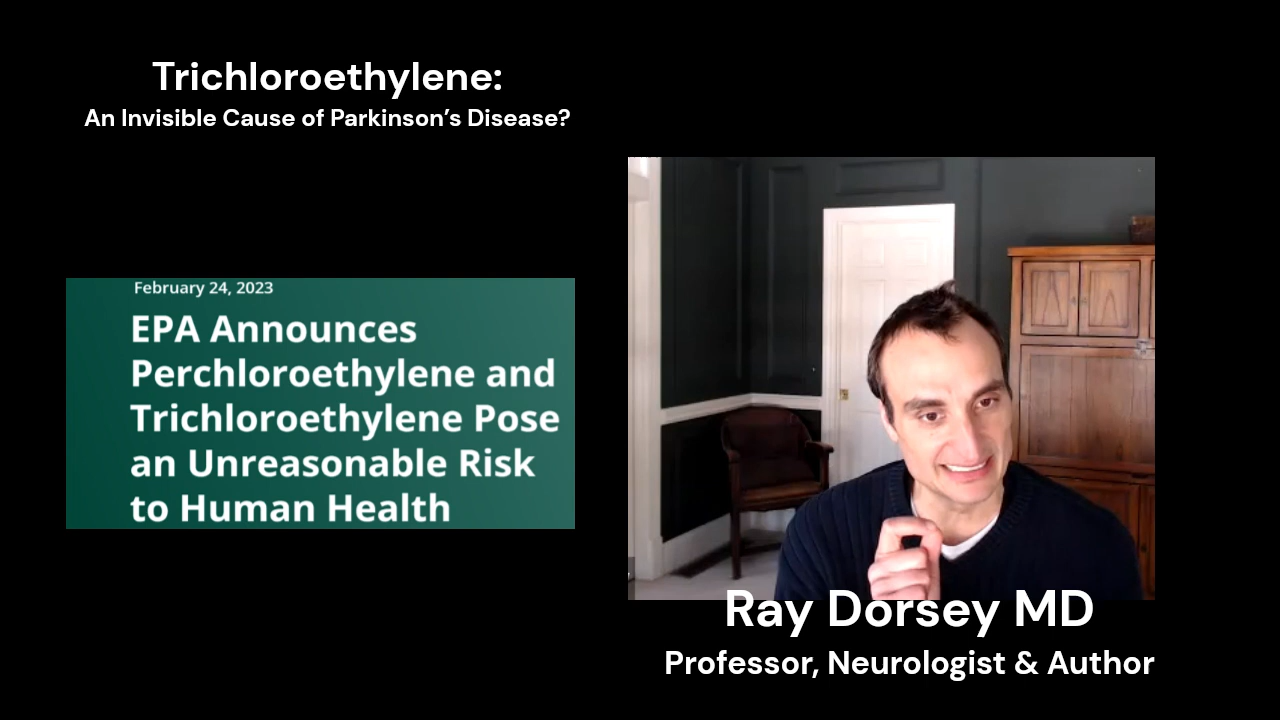 Trichloroethylene:
An Invisible Cause of Parkinson’s Disease?
February 24, 2023
EPA Announces
Perchloroethylene and
Trichloroethylene Pose
an Unreasonable Risk
to Human Health
Ray Dorsey MD
Professor, Neurologist & Author